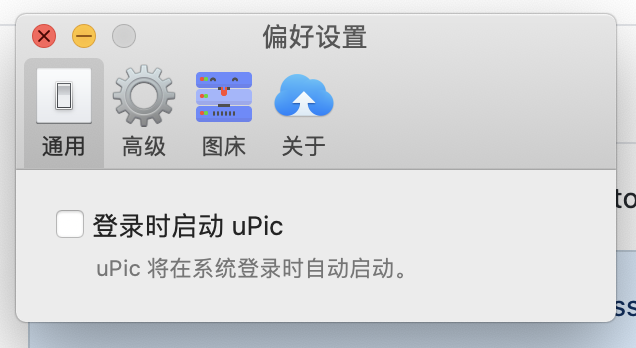 偏好设置
通用 高级 图床 关于
登录时启动 uPic
to
uPic 将在系统登录时自动启动。
ss